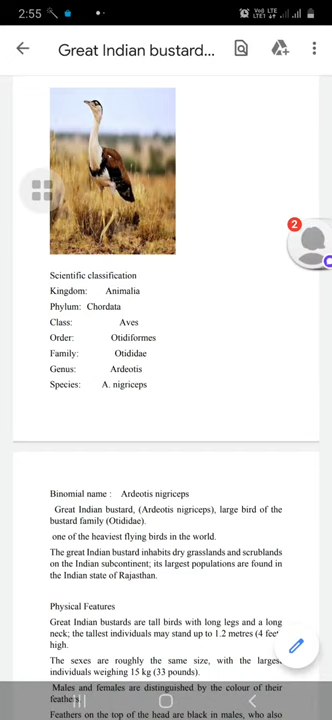 2:55
Great Indian bustard...
2
Scientific classification
Kingdom: Animalia
Phylum: Chordata
Class: Aves
Order: Otidiformes
Family: Otididae
Genus: Ardeotis
Species: A. nigriceps
Binomial name : Ardeotis nigriceps
Great Indian bustard, (Ardeotis nigriceps), large bird of the
bustard family (Otididae).
one of the heaviest flying birds in the world.
The great Indian bustard inhabits dry grasslands and scrublands
on the Indian subcontinent; its largest populations are found in
the Indian state of Rajasthan.
Physical Features
Great Indian bustards are tall birds with long legs and a long
neck; the tallest individuals may stand up to 1.2 metres (4 feet
high.
The sexes are roughly the same size, with the largest
individuals weighing 15 kg (33 pounds).
Males and females are distinguished by the colour of their
feathers.
Feathers on the top of the head are black in males, who also